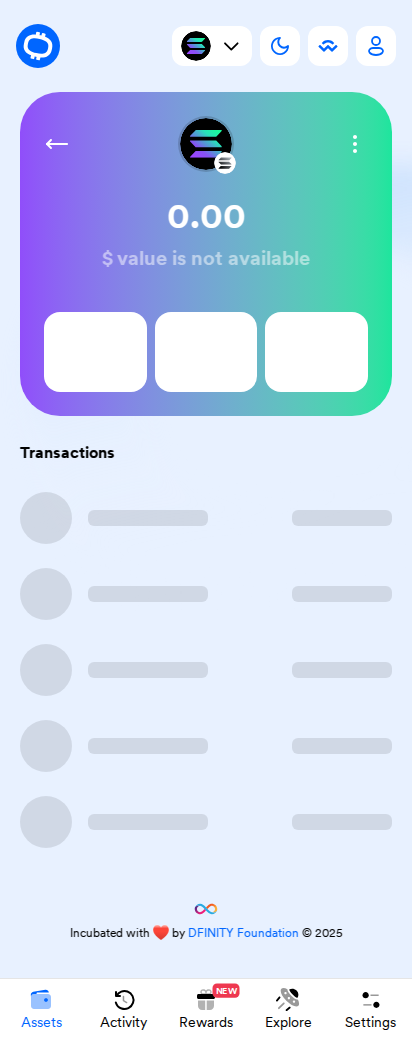 0.00
$ value is not available
Transactions
Incubated with ❤️ by DFINITY Foundation © 2025
NEW
Assets
Activity
Rewards
Explore
Settings